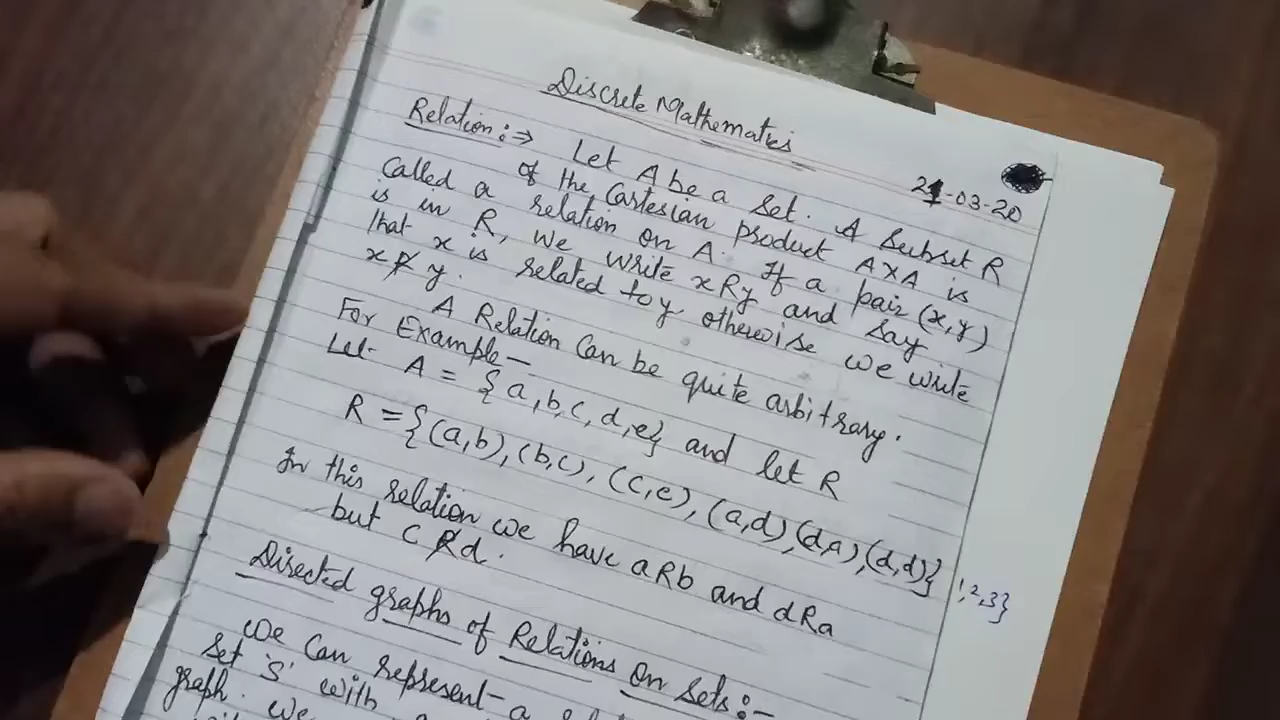 Discrete Mathematics
21-03-20
Relation:⇒ Let A be a set. A Subset R
of the Cartesian product A×A is
Called a relation on A. If a pair (x,y)
is in R, we write xRy and say
that x is related to y, otherwise we write
x R̸ y.
A Relation Can be quite arbitrary.
For Example—
Let A = {a,b,c,d,e} and let R
R = {(a,b), (b,c), (c,e), (a,d), (d,a), (d,d)}
1,2,3}
In this relation we have aRb and dRa
but C R̸ d.
Directed graphs of Relations on Sets:-
We Can represent a
Set 'S' with
graph. We